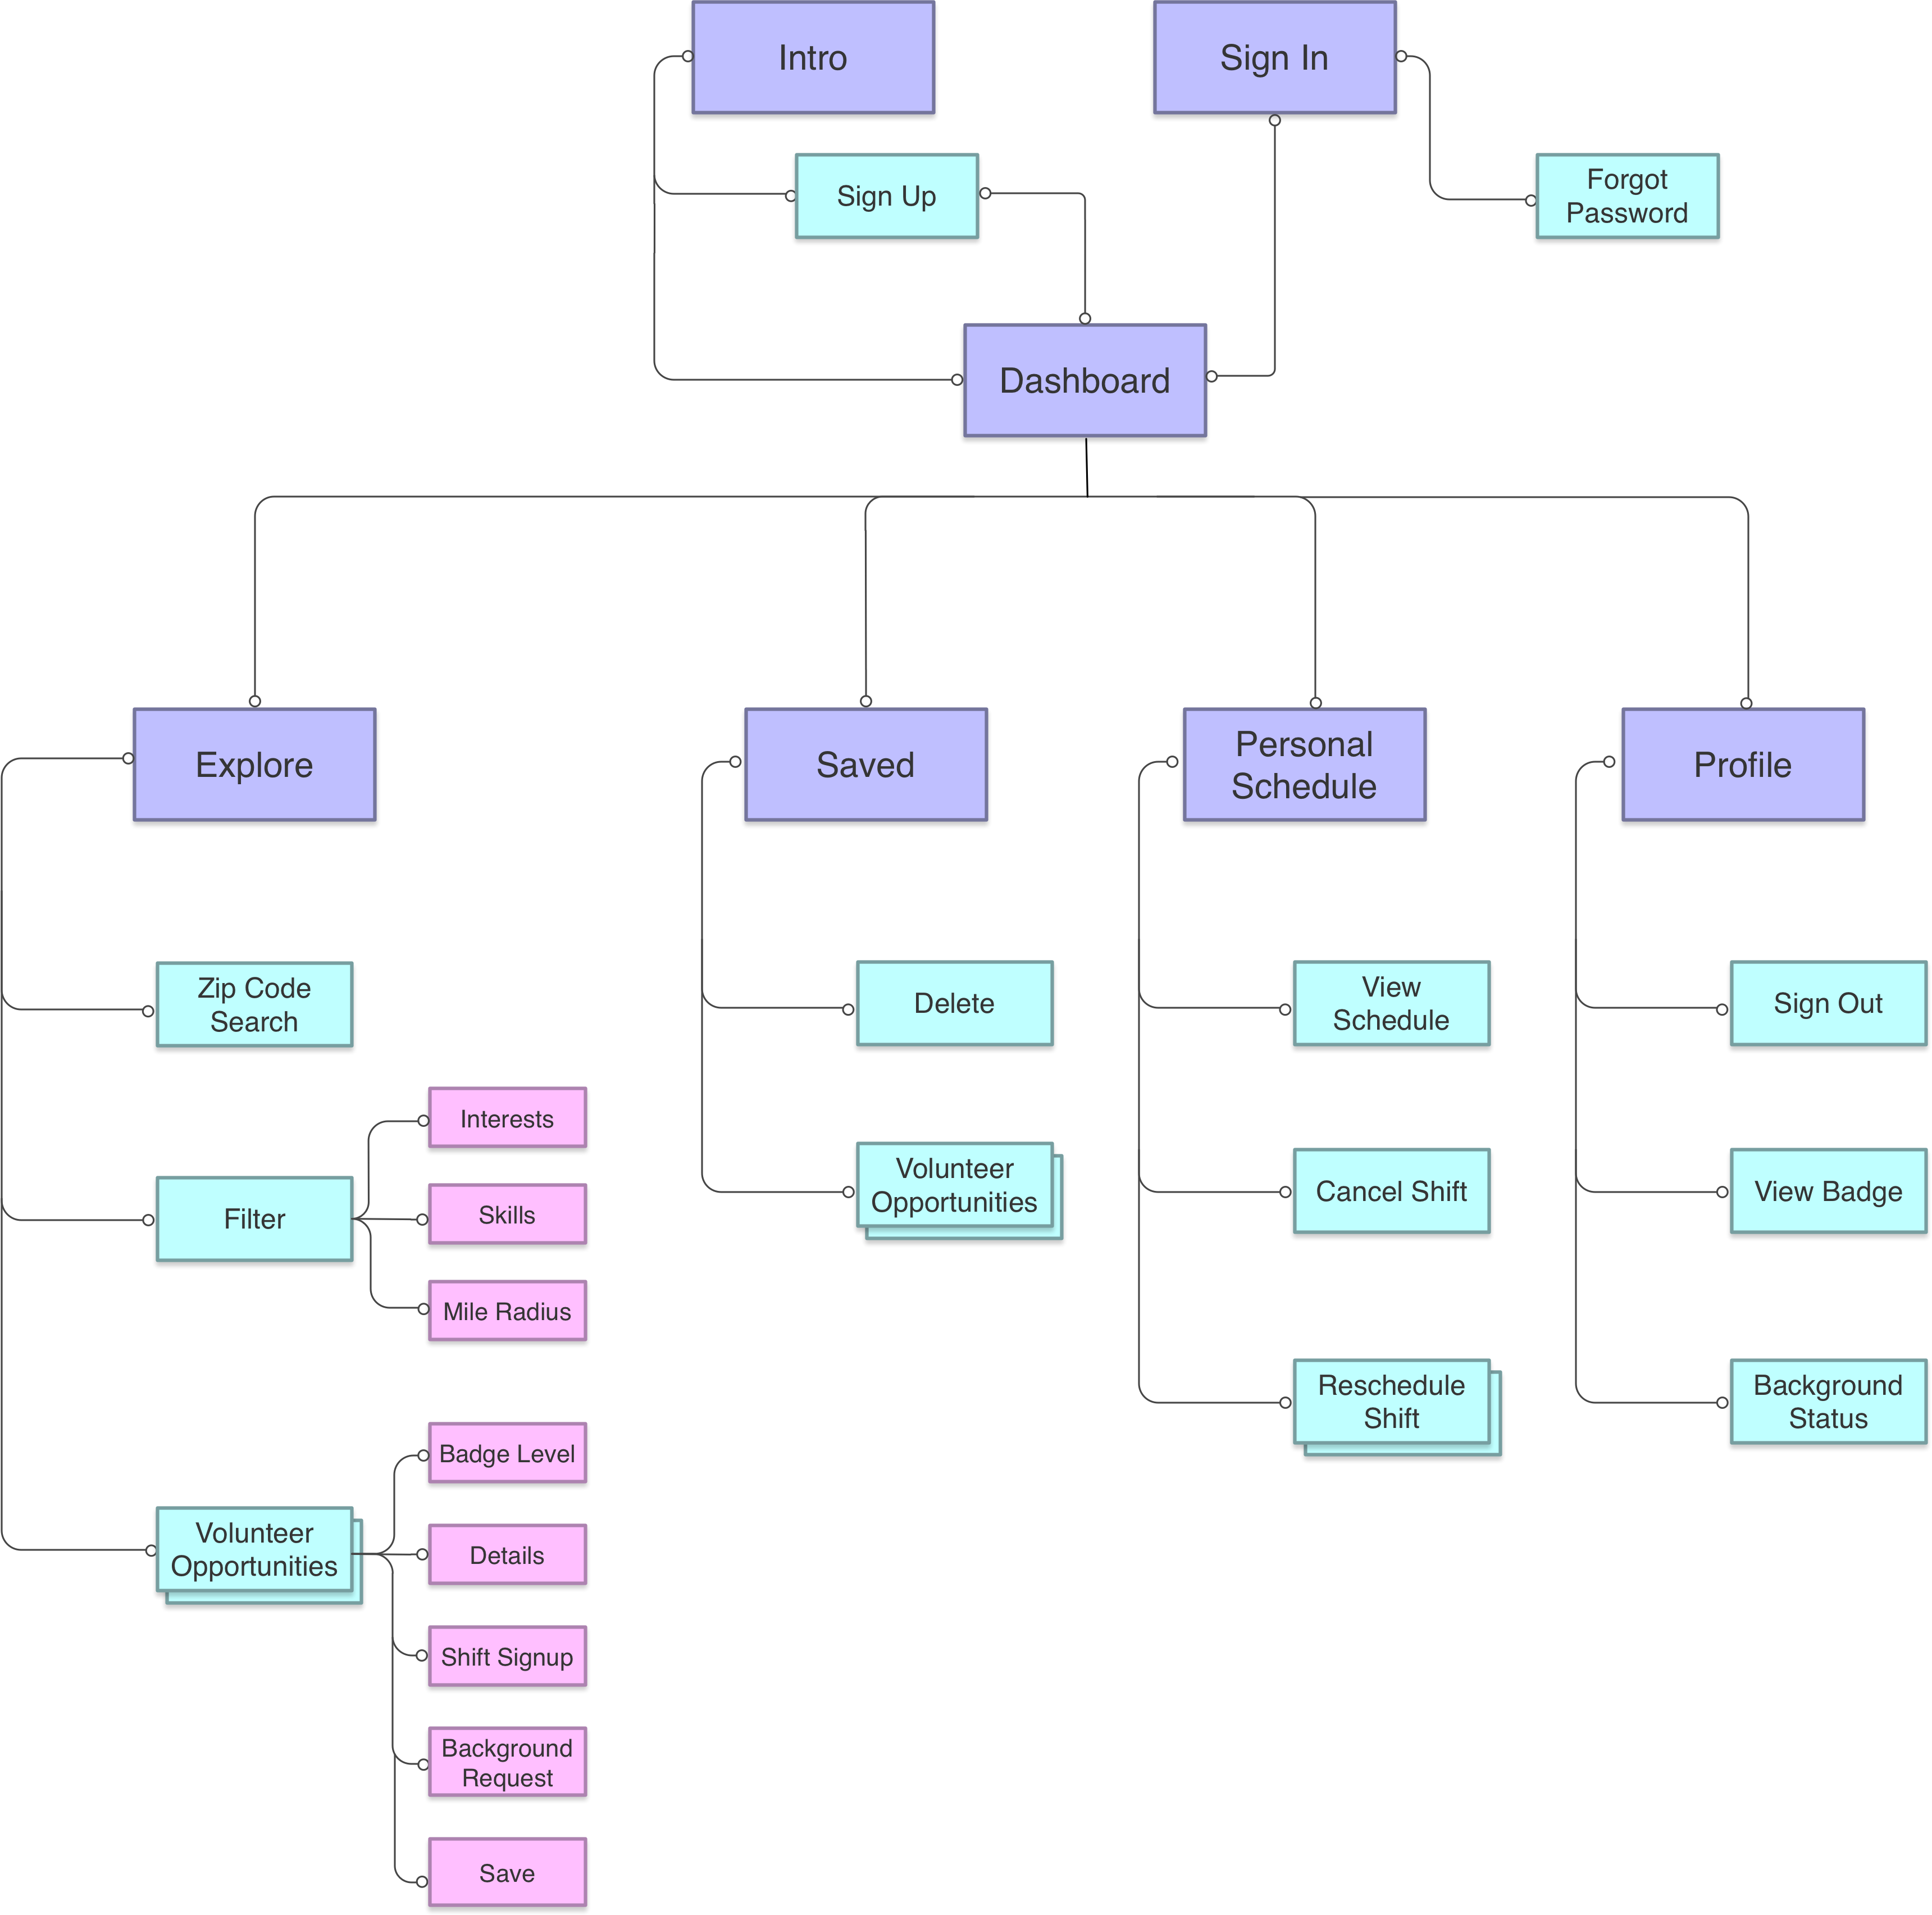 Intro
Sign In
Sign Up
Forgot
Password
Dashboard
Explore
Saved
Personal
Schedule
Profile
Zip Code
Search
Delete
View
Schedule
Sign Out
Interests
Skills
Filter
Mile Radius
Volunteer
Opportunities
Cancel Shift
View Badge
Reschedule
Shift
Background
Status
Volunteer
Opportunities
Badge Level
Details
Shift Signup
Background
Request
Save